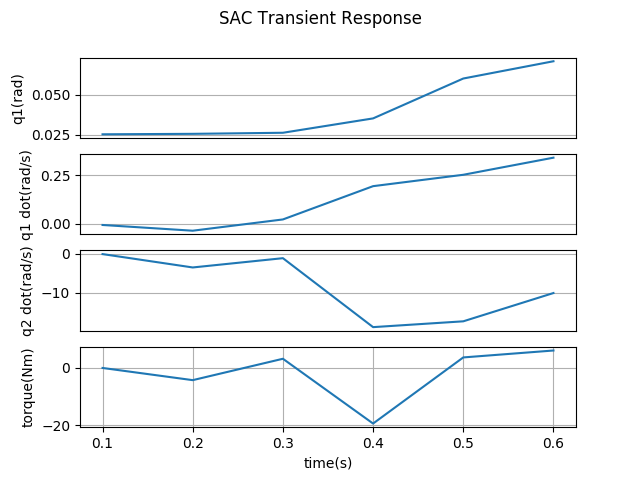 SAC Transient Response
q1(rad)
0.050
0.025
q1 dot(rad/s)
0.25
0.00
q2 dot(rad/s)
0
−10
torque(Nm)
0
−20
0.1 0.2 0.3 0.4 0.5 0.6
time(s)